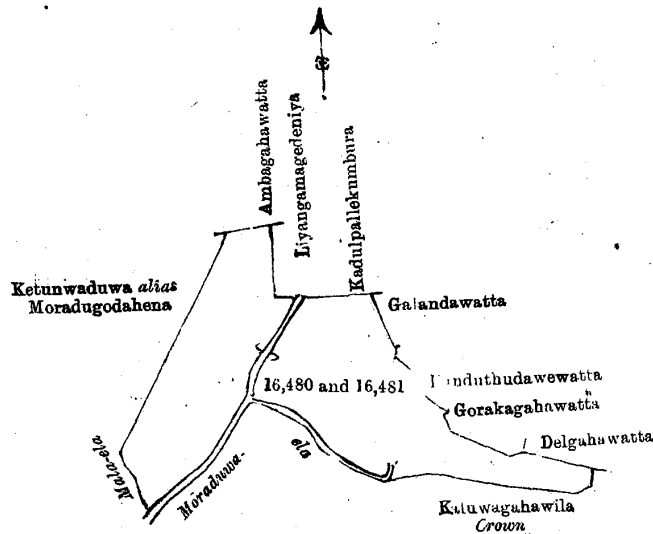 Ambagahawatta
Liyangamagedeniya
Kadulpallekumbura
Ketunwaduwa alias
Moradugodahena
Galandawatta
16,480 and 16,481
Gorakagahawatta
Delgahawatta
Mala-ela
Moraduwa-
ela
Crown